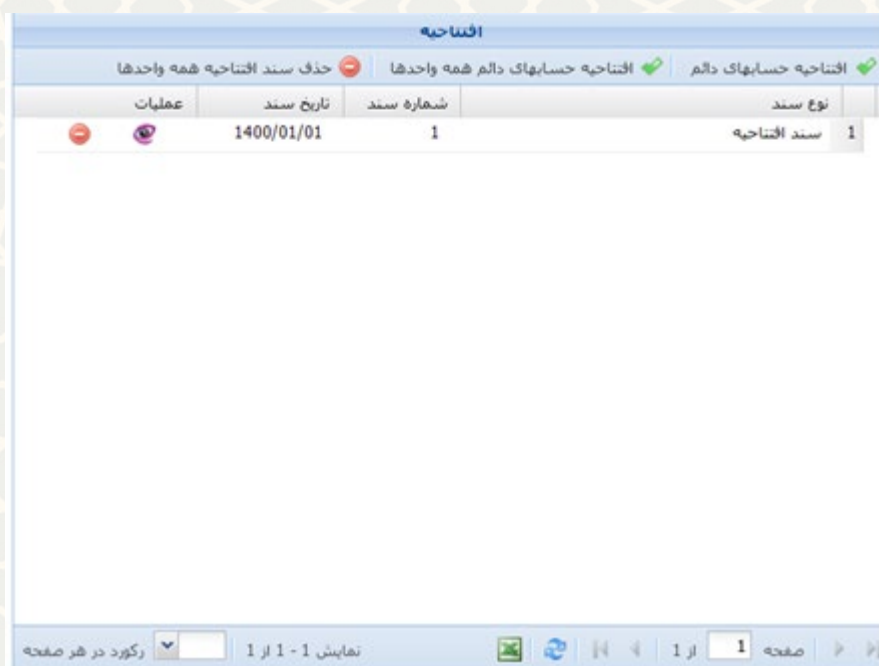 افتتاحیه
افتتاحیه حسابهای دائم افتتاحیه حسابهای دائم همه واحدها حذف سند افتتاحیه همه واحدها
نوع سند شماره سند تاریخ سند عملیات
1 سند افتتاحیه 1 1400/01/01
صفحه 1 از 1 نمایش 1 - 1 از 1 رکورد در هر صفحه